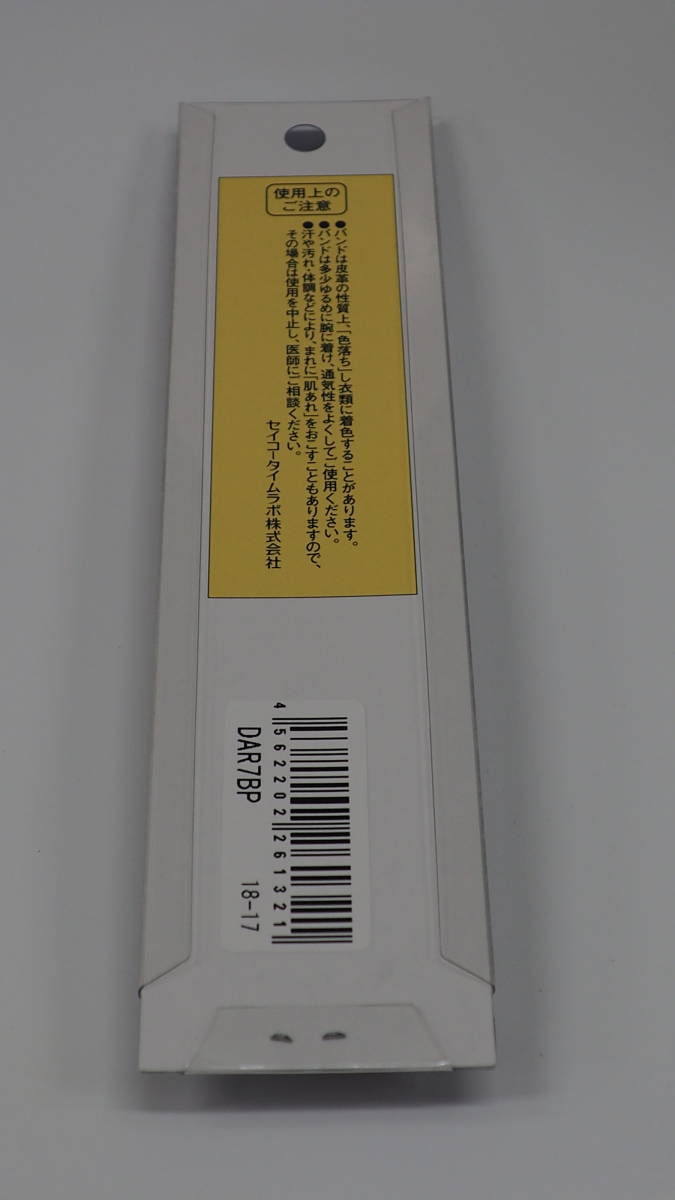 使用上の
ご注意
●バンドは皮革の性質上、「色落ち」し衣類に着色することがあります。
●バンドは多少ゆるめに腕に着け、通気性をよくしてご使用ください。
●汗や汚れ・体調などにより、まれに「肌あれ」をおこすこともありますので、
その場合は使用を中止し、医師にご相談ください。
セイコータイムラボ株式会社
4562202261321
DAR7BP
18-17